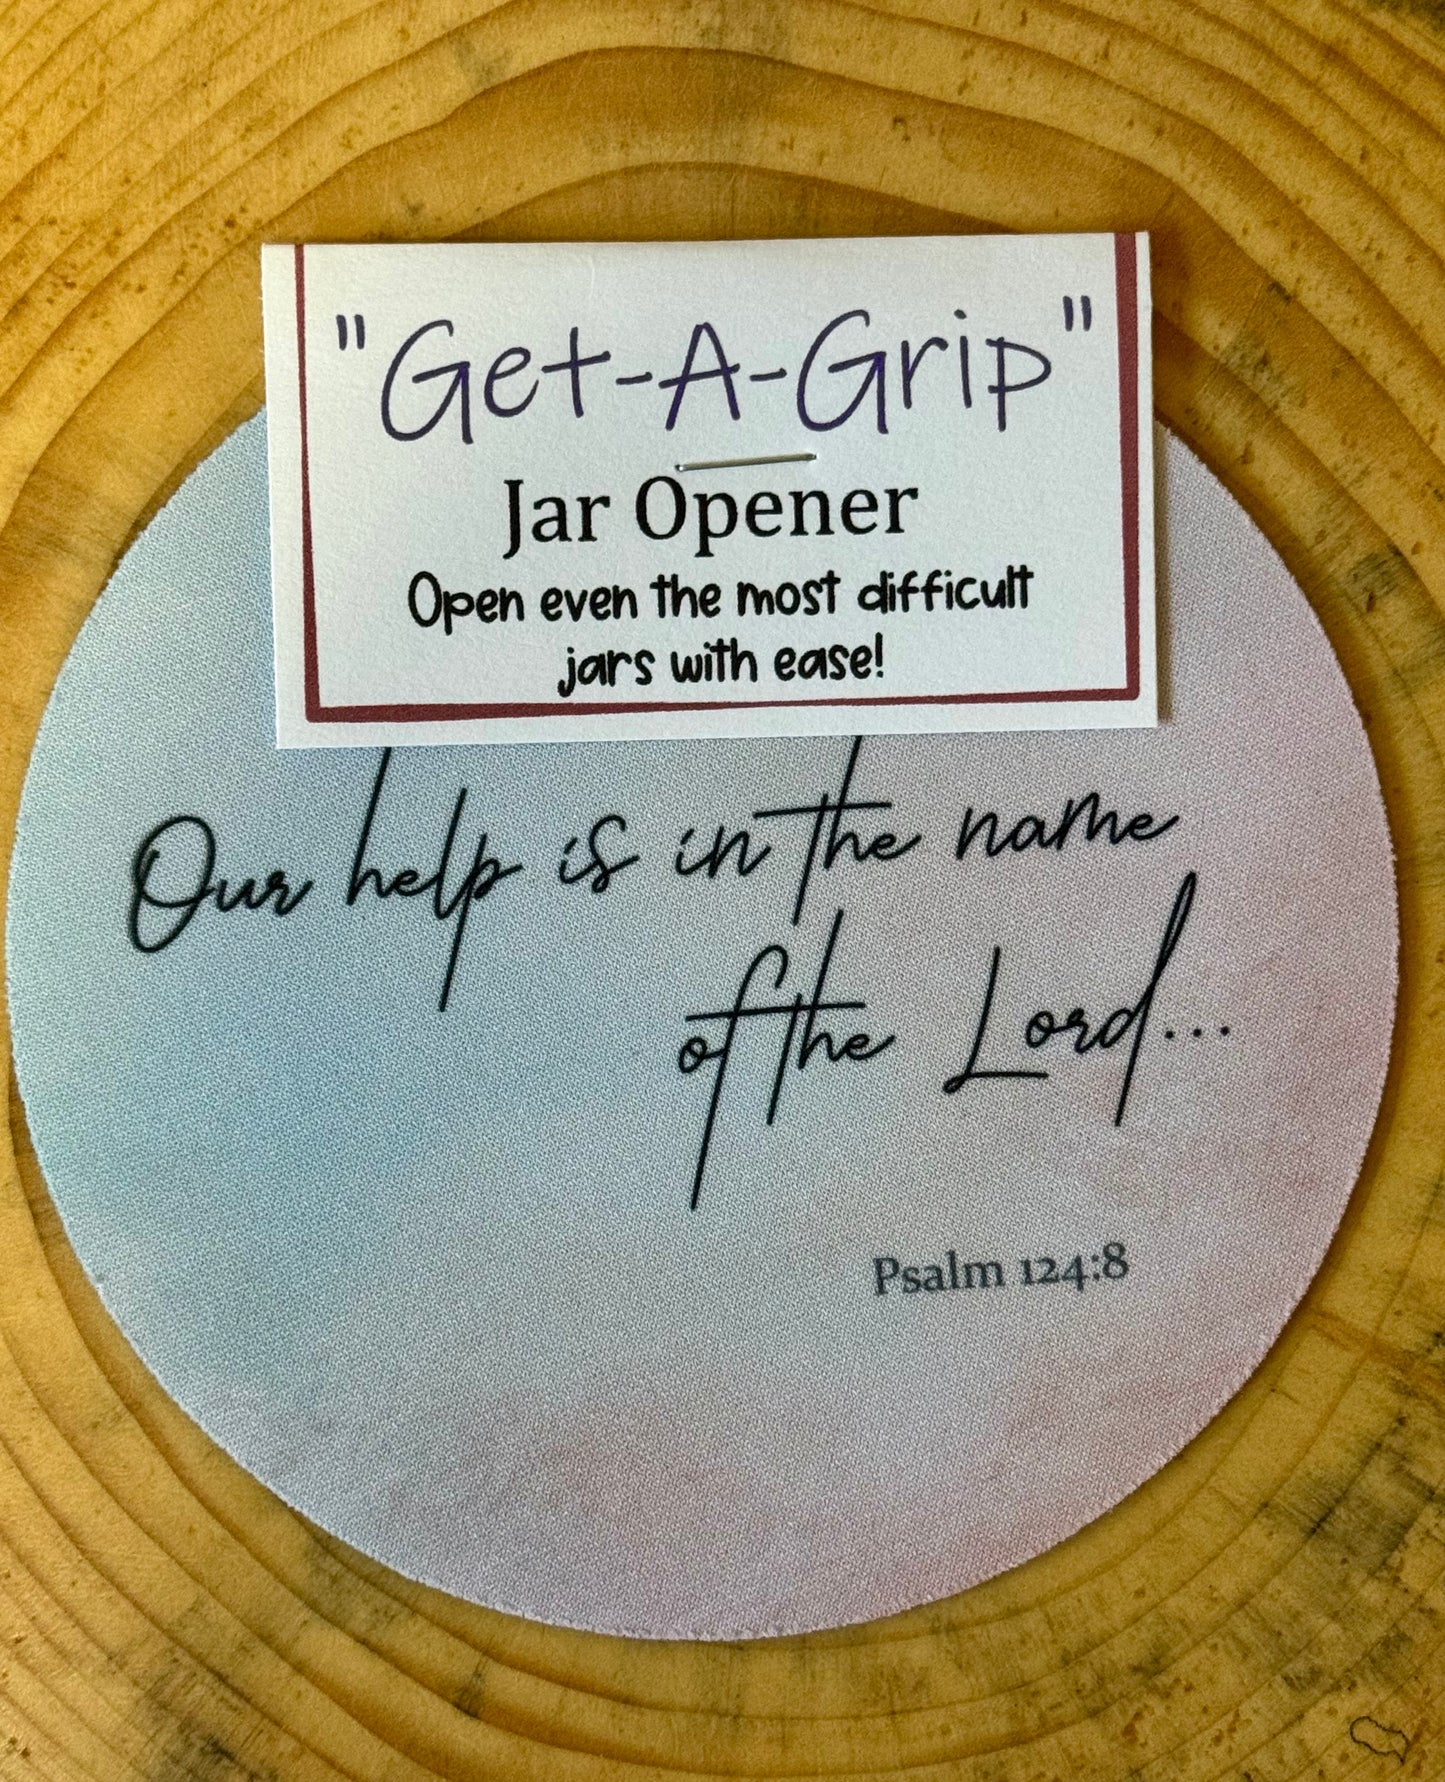 "Get-A-Grip"
Jar Opener
Open even the most difficult
jars with ease!
Our help is in the name
of the Lord...
Psalm 124:8